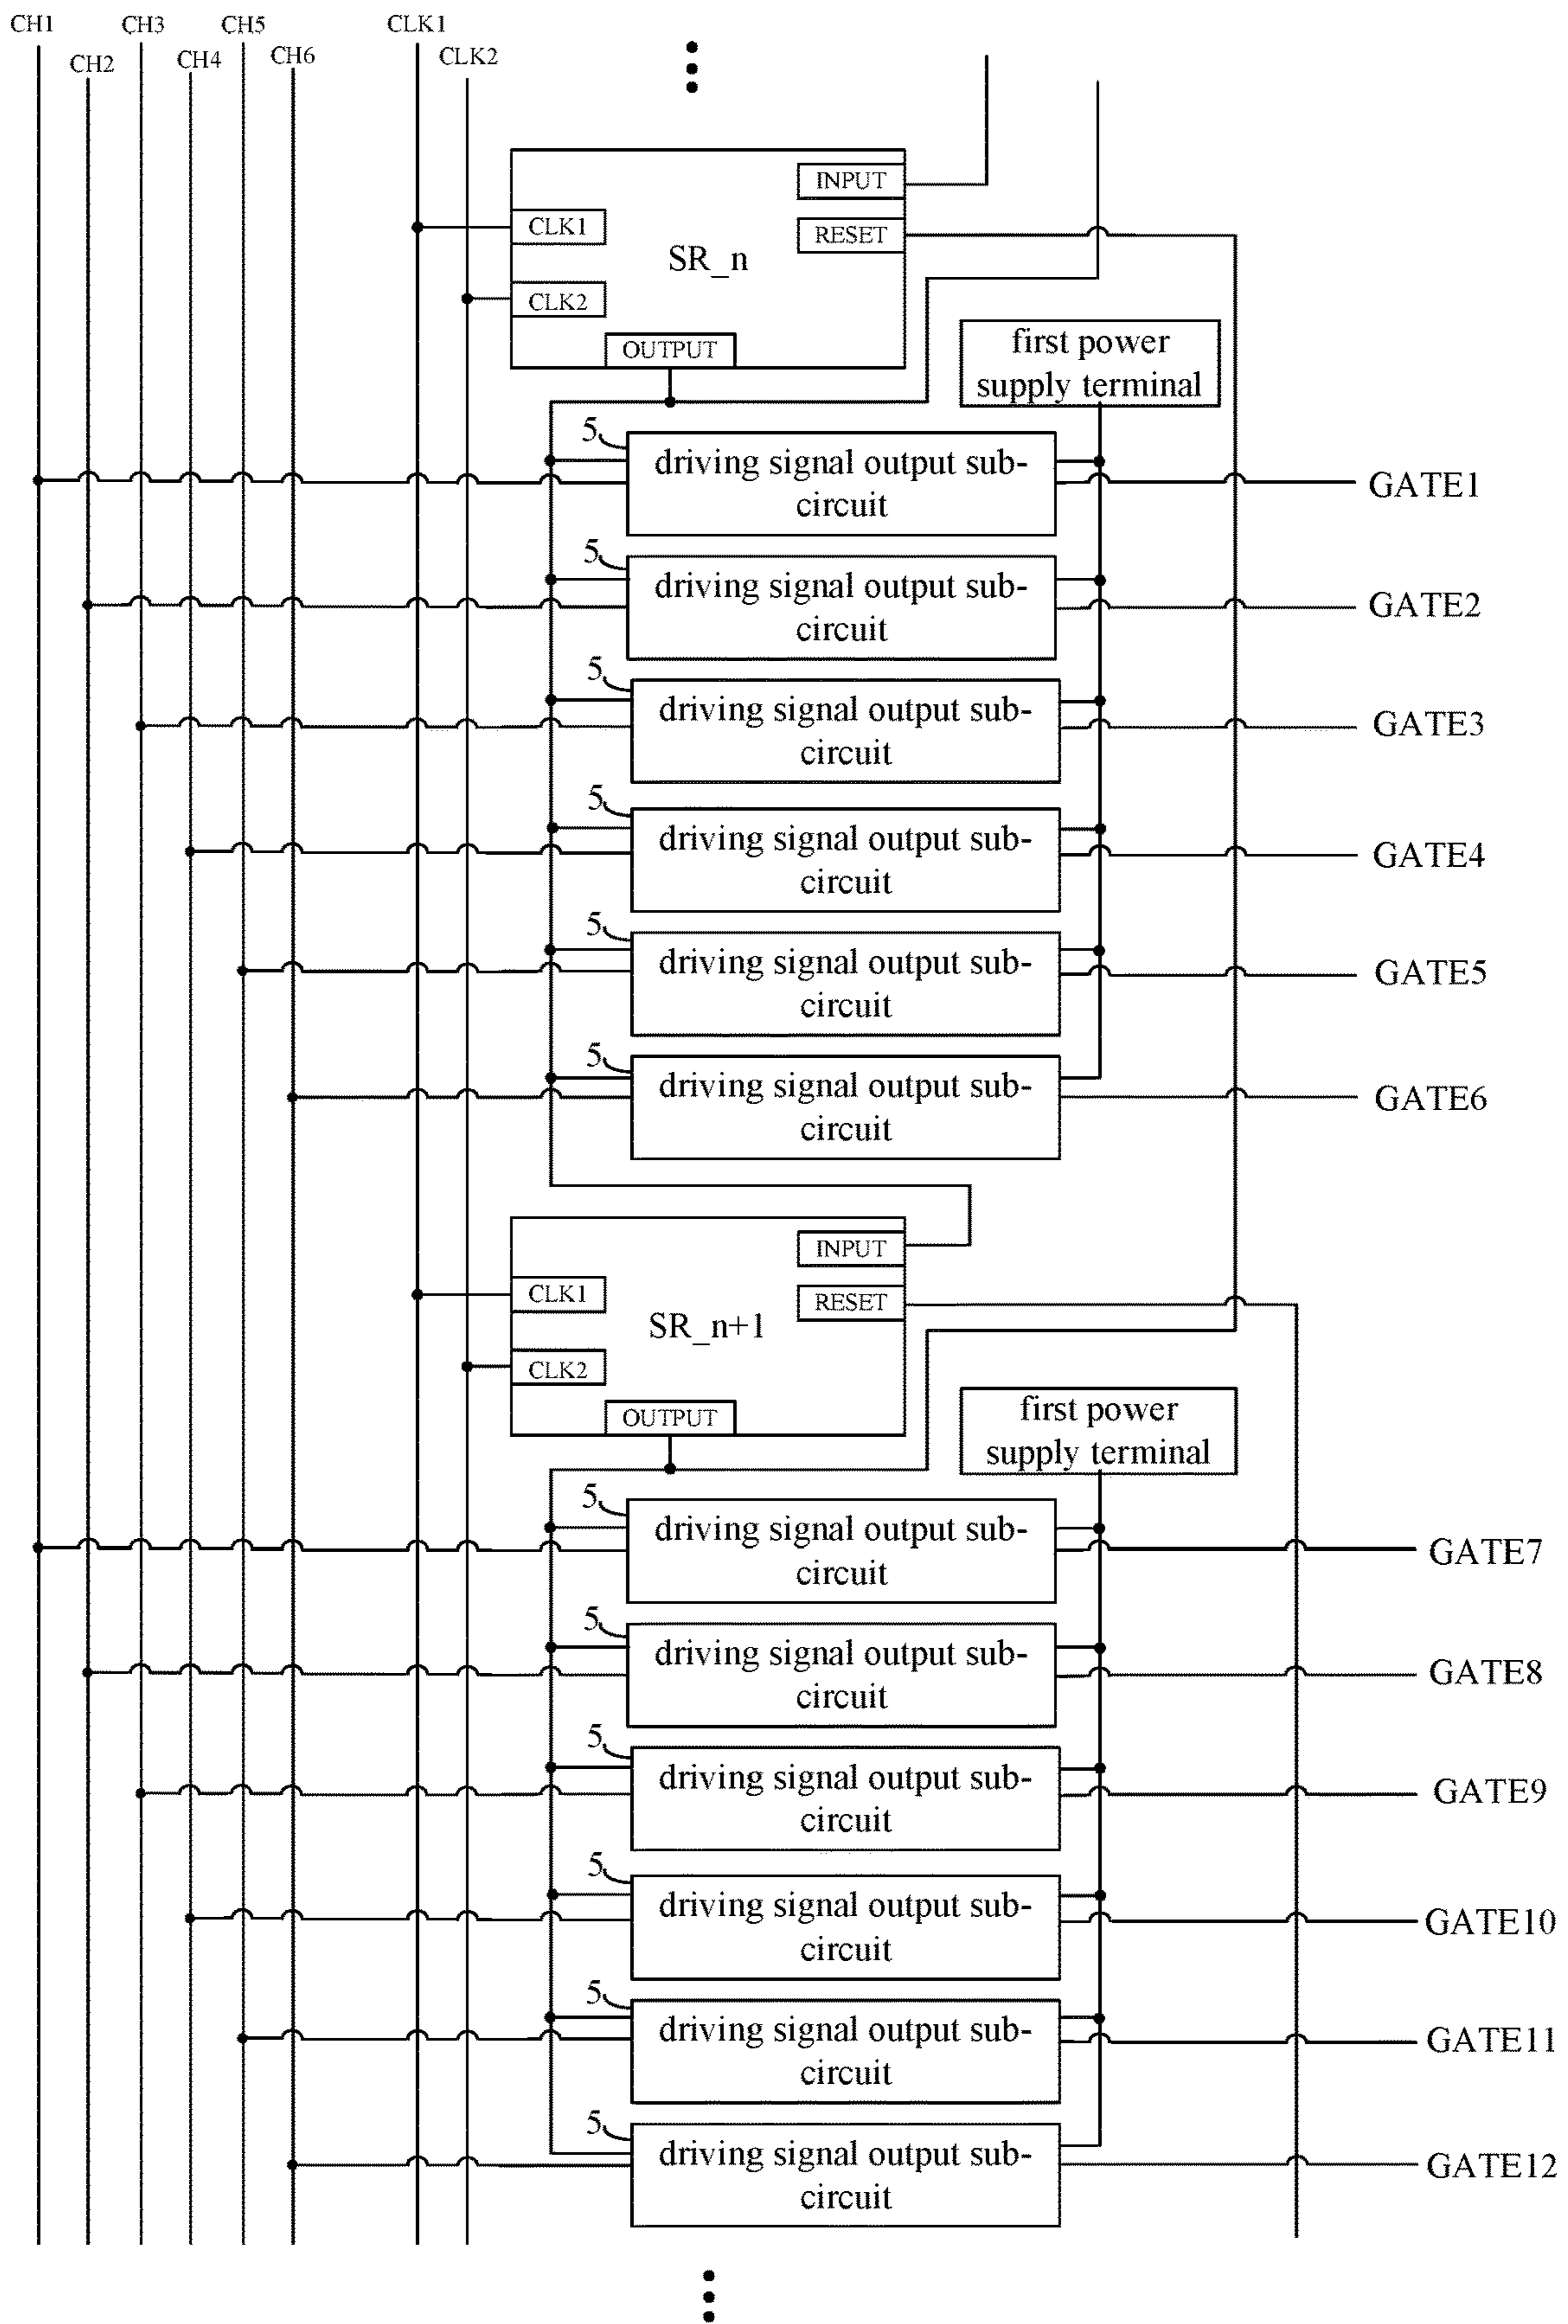 CH1
CH3
CH5
CLK1
CH2
CH4
CH6
CLK2
INPUT
CLK1
RESET
SR_n
CLK2
OUTPUT
first power
supply terminal
5
driving signal output sub-
circuit
GATE1
5
driving signal output sub-
circuit
GATE2
5
driving signal output sub-
circuit
GATE3
5
driving signal output sub-
circuit
GATE4
5
driving signal output sub-
circuit
GATE5
5
driving signal output sub-
circuit
GATE6
INPUT
CLK1
RESET
SR_n+1
CLK2
OUTPUT
first power
supply terminal
5
driving signal output sub-
circuit
GATE7
5
driving signal output sub-
circuit
GATE8
5
driving signal output sub-
circuit
GATE9
5
driving signal output sub-
circuit
GATE10
5
driving signal output sub-
circuit
GATE11
5
driving signal output sub-
circuit
GATE12